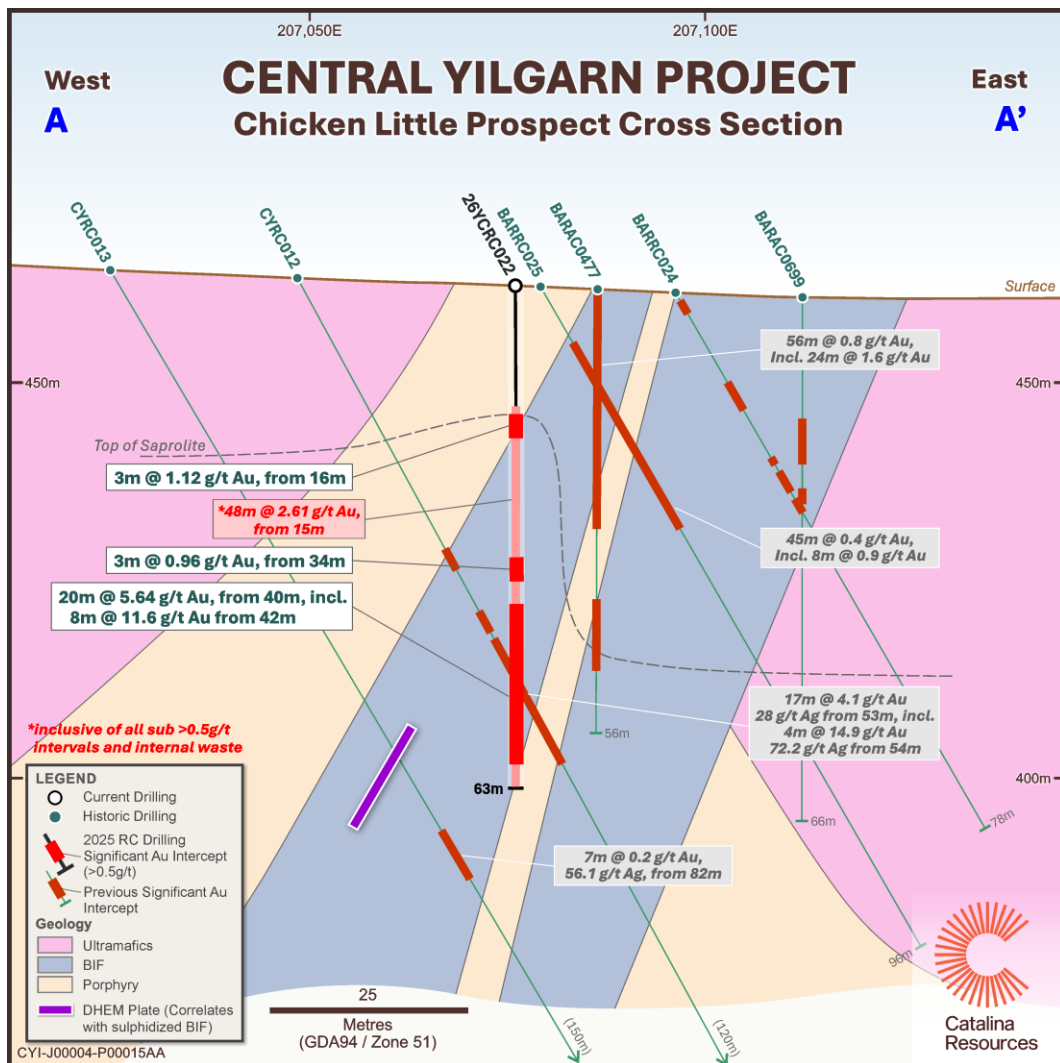 207,050E
207,100E
West
A
CENTRAL YILGARN PROJECT
Chicken Little Prospect Cross Section
East
A'
CYRC013
CYRC012
26YCRC022
BARRC025
BARAC0477
BARRC024
BARAC0699
Surface
450m
450m
56m @ 0.8 g/t Au,
Incl. 24m @ 1.6 g/t Au
Top of Saprolite
3m @ 1.12 g/t Au, from 16m
*48m @ 2.61 g/t Au,
from 15m
45m @ 0.4 g/t Au,
Incl. 8m @ 0.9 g/t Au
3m @ 0.96 g/t Au, from 34m
20m @ 5.64 g/t Au, from 40m, incl.
8m @ 11.6 g/t Au from 42m
17m @ 4.1 g/t Au
28 g/t Ag from 53m, incl.
4m @ 14.9 g/t Au
72.2 g/t Ag from 54m
*inclusive of all sub >0.5g/t
intervals and internal waste
56m
400m
63m
66m
78m
7m @ 0.2 g/t Au,
56.1 g/t Ag, from 82m
96m
LEGEND
Current Drilling
Historic Drilling
2025 RC Drilling
Significant Au Intercept
(>0.5g/t)
Previous Significant Au
Intercept
Geology
Ultramafics
BIF
Porphyry
DHEM Plate (Correlates
with sulphidized BIF)
25
Metres
(GDA94 / Zone 51)
(150m)
(120m)
Catalina
Resources
CYI-J00004-P00015AA